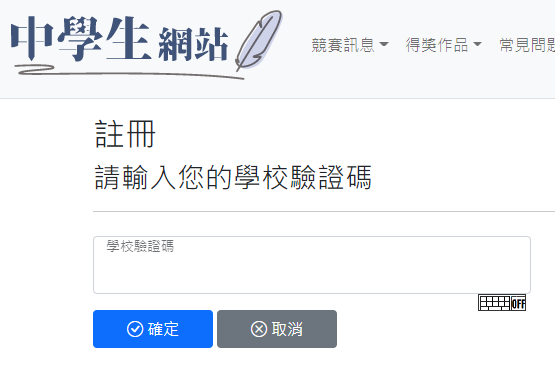 中學生網站
競賽訊息 得獎作品 常見問題
註冊
請輸入您的學校驗證碼
學校驗證碼
OFF
確定 取消